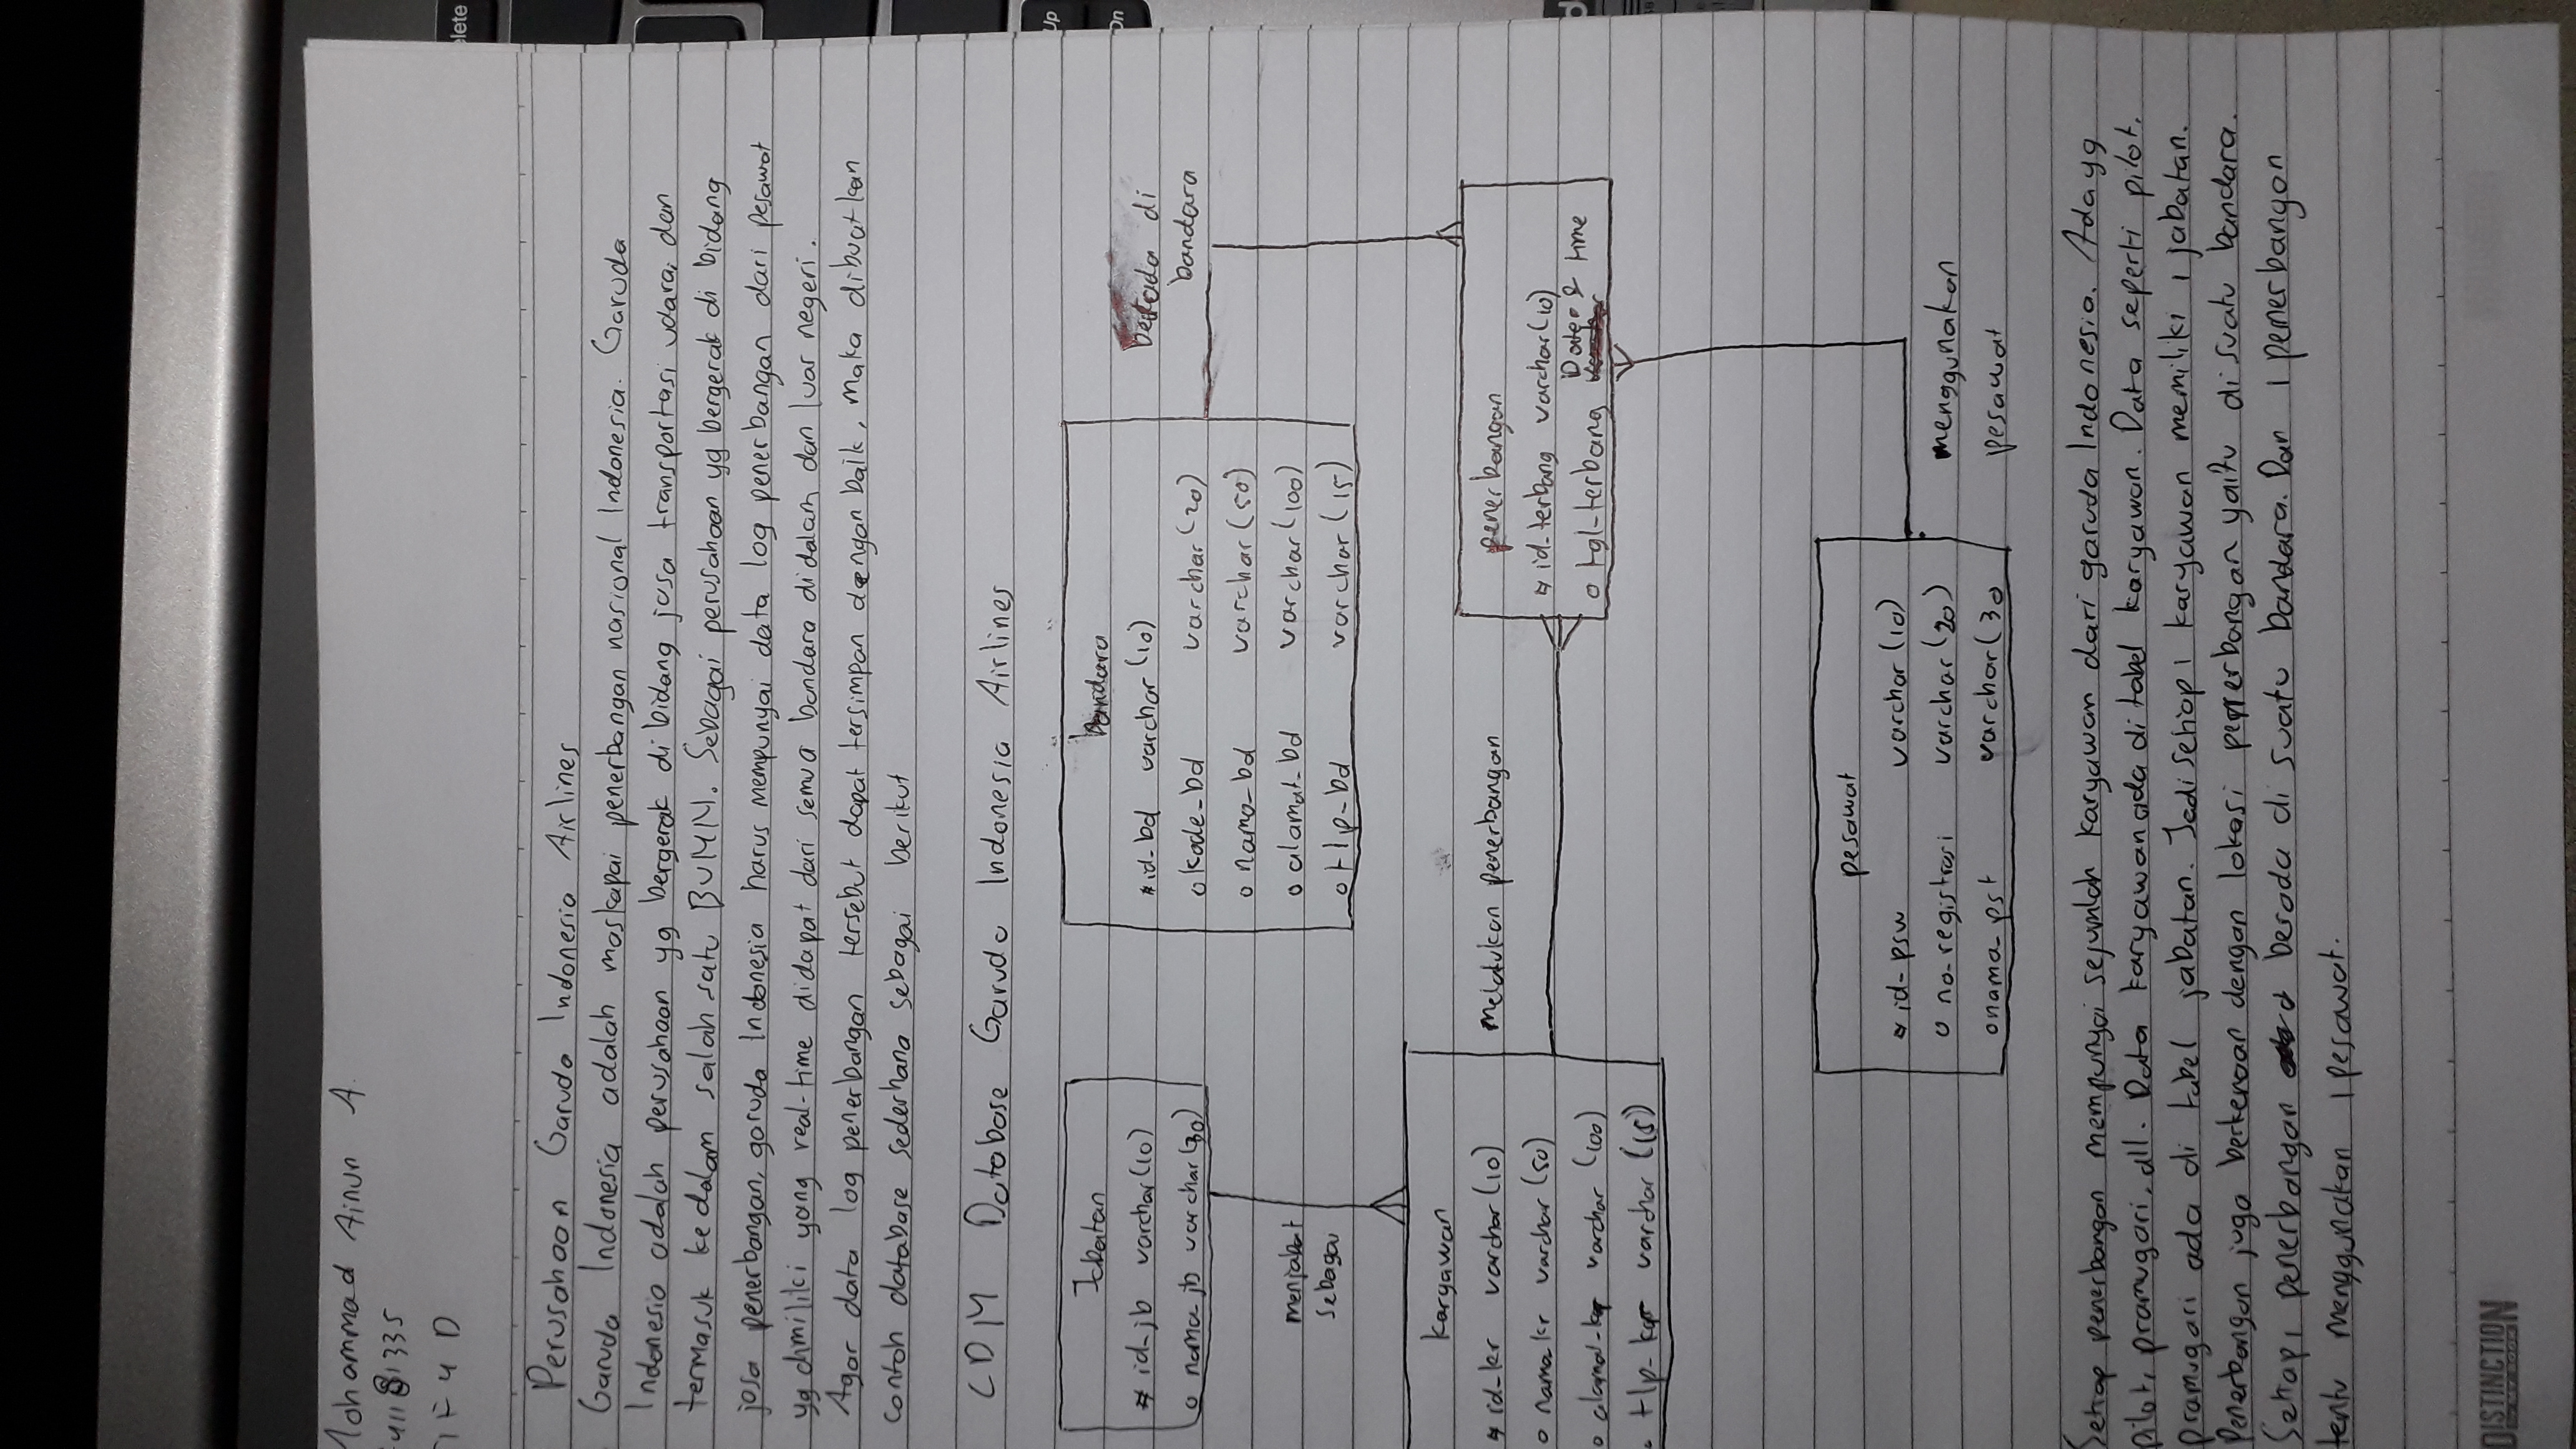 Mohammad Ainun A.
41181335
TIF 4 D
elete
Perusahaan Garuda Indonesia Airlines
Garuda Indonesia adalah maskapai penerbangan nasional Indonesia. Garuda
Indonesia adalah perusahaan yg bergerak di bidang jasa transportasi udara, dan
termasuk kedalam salah satu BUMN. Sebagai perusahaan yg bergerak di bidang
jasa penerbangan, garuda Indonesia harus mempunyai data log penerbangan dari pesawat
yg dimiliki yang real-time didapat dari semua bandara didalam dan luar negeri.
Agar data log penerbangan tersebut dapat tersimpan dengan baik, maka dibuatkan
contoh database sederhana sebagai berikut
CDM Database Garuda Indonesia Airlines
Up
Dn
Jabatan
* id-jb varchar(10)
o nama-jb varchar(30)
bandara
* id-bd varchar(10)
o kode-bd varchar(20)
o nama-bd varchar(50)
o alamat-bd varchar(100)
o tlp-bd varchar(15)
berada di
bandara
menjabat
sebagai
karyawan
* id-kr varchar(10)
o nama kr varchar(50)
o alamat-kr varchar(100)
o tlp-kr varchar(15)
melakukan penerbangan
penerbangan
* id-terbang varchar(10)
o tgl-terbang Date & time
pesawat
* id-psw varchar(10)
o no-registrasi varchar(20)
o nama-pst varchar(30
menggunakan
pesawat
Setiap penerbangan mempunyai sejumlah karyawan dari garuda Indonesia. Ada yg
pilot, pramugari, dll. Data karyawan ada di tabel karyawan. Data seperti pilot,
pramugari ada di tabel jabatan. Jadi setiap 1 karyawan memiliki 1 jabatan.
Penerbangan juga berkenaan dengan lokasi penerbangan yaitu di suatu bandara.
Setiap 1 penerbangan berada di suatu bandara. Dan 1 penerbangan
tentu menggunakan 1 pesawat.
DISTINCTION